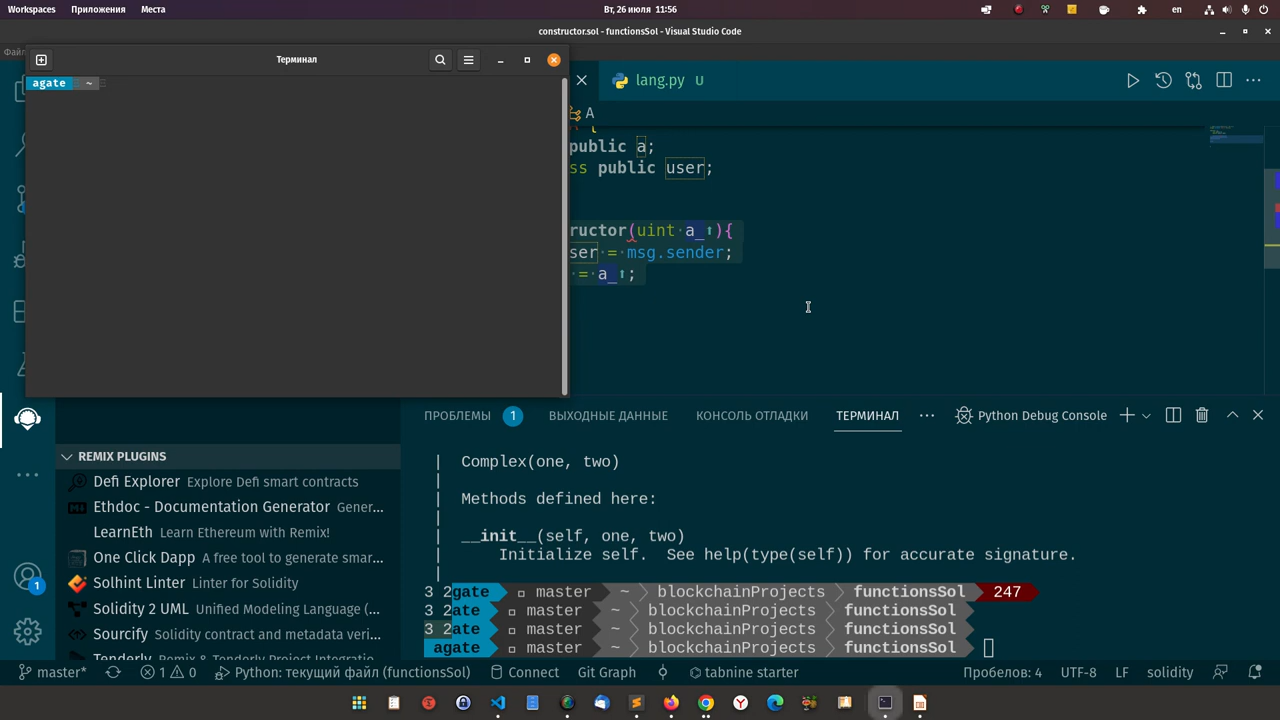 Workspaces Приложения Места Вт, 26 июля 11:56 en
constructor.sol - functionsSol - Visual Studio Code
Фай
Терминал
agate ~
lang.py U
A
{
public a;
ss public user;
ructor(uint a_){
ser = msg.sender;
= a_;
ПРОБЛЕМЫ 1 ВЫХОДНЫЕ ДАННЫЕ КОНСОЛЬ ОТЛАДКИ ТЕРМИНАЛ Python Debug Console
REMIX PLUGINS
Defi Explorer Explore Defi smart contracts
Ethdoc - Documentation Generator Gener...
LearnEth Learn Ethereum with Remix!
One Click Dapp A free tool to generate smar...
Solhint Linter Linter for Solidity
Solidity 2 UML Unified Modeling Language (...
Sourcify Solidity contract and metadata veri...
Tenderly Remix & Tenderly Project Integratio...
| Complex(one, two)
|
| Methods defined here:
|
| __init__(self, one, two)
| Initialize self. See help(type(self)) for accurate signature.
|
3 2gate master ~ blockchainProjects functionsSol 247
3 2ate master ~ blockchainProjects functionsSol
3 2ate master ~ blockchainProjects functionsSol
agate master ~ blockchainProjects functionsSol
1
master* 1 0 Python: текущий файл (functionsSol) Connect Git Graph tabnine starter Пробелов: 4 UTF-8 LF solidity